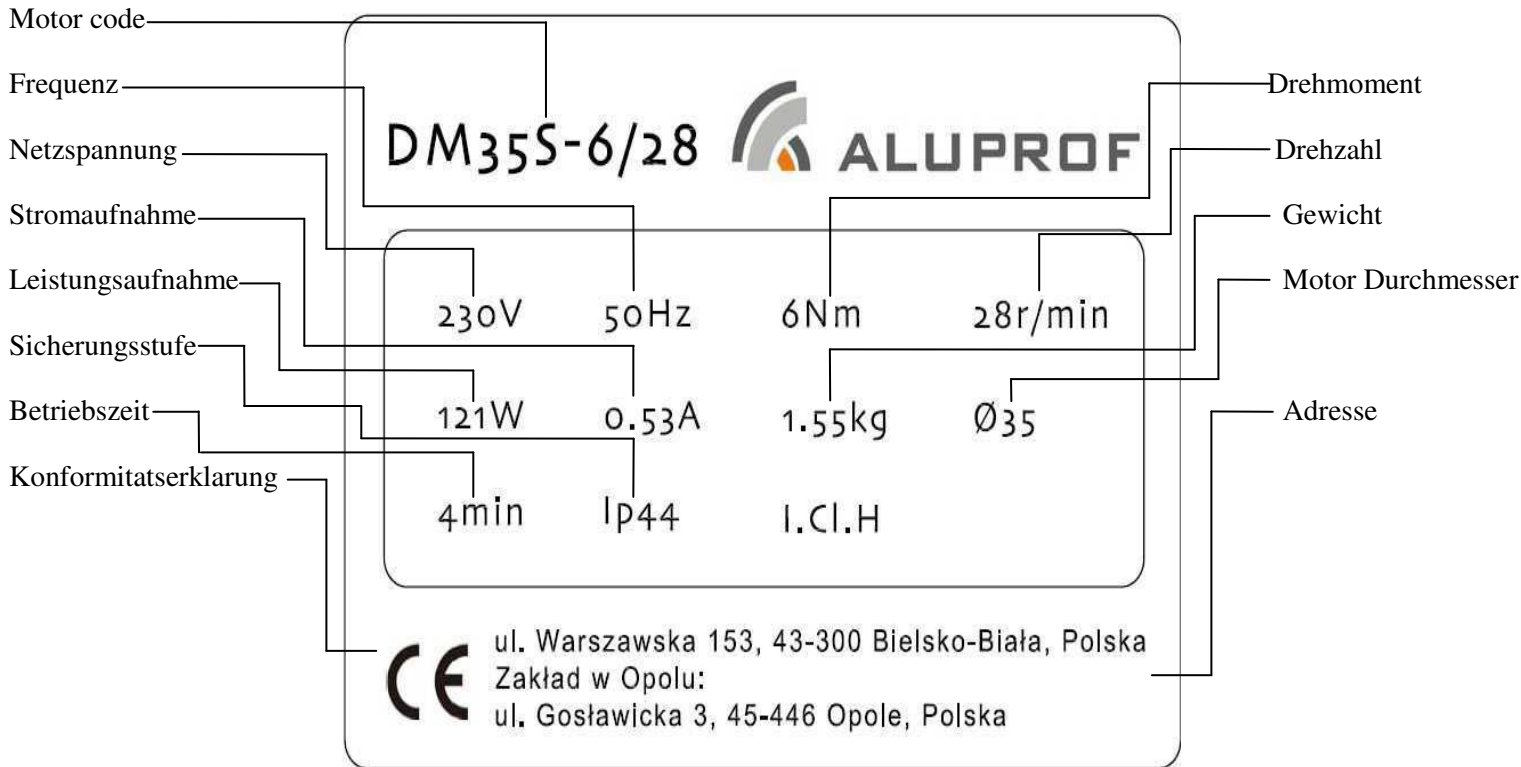 Motor code
Frequenz
Netzspannung
Stromaufnahme
Leistungsaufnahme
Sicherungsstufe
Betriebszeit
Konformitatserklarung
DM35S-6/28 ALUPROF
230V 50Hz 6Nm 28r/min
121W 0.53A 1.55kg Ø35
4min Ip44 I.Cl.H
CE
ul. Warszawska 153, 43-300 Bielsko-Biała, Polska
Zakład w Opolu:
ul. Gosławicka 3, 45-446 Opole, Polska
Drehmoment
Drehzahl
Gewicht
Motor Durchmesser
Adresse